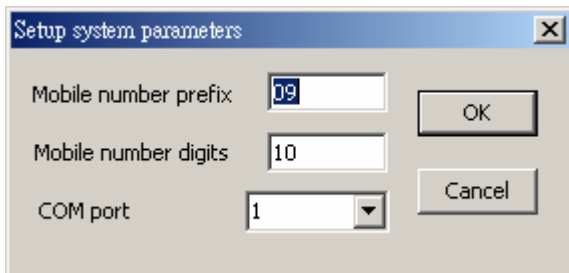 Setup system parameters
Mobile number prefix 09
OK
Mobile number digits 10
Cancel
COM port 1